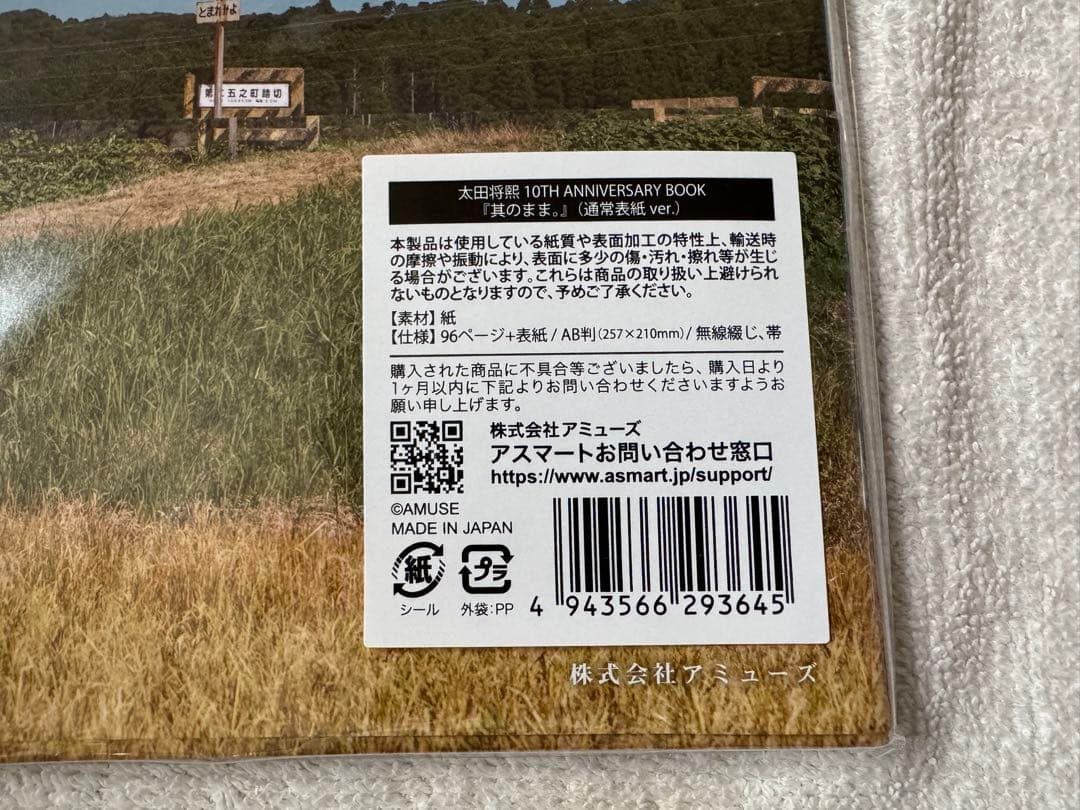 とまれみよ
第二五之町踏切
太田将熙 10TH ANNIVERSARY BOOK
『其のまま。』（通常表紙 ver.）
本製品は使用している紙質や表面加工の特性上、輸送時
の摩擦や振動により、表面に多少の傷・汚れ・擦れ等が生じ
る場合がございます。これらは商品の取り扱い上避けられ
ないものとなりますので、予めご了承ください。
【素材】紙
【仕様】96ページ+表紙 / AB判（257×210mm）/ 無線綴じ、帯
購入された商品に不具合等ございましたら、購入日より
1ヶ月以内に下記よりお問い合わせくださいますようお
願い申し上げます。
株式会社アミューズ
アスマートお問い合わせ窓口
https://www.asmart.jp/support/
©AMUSE
MADE IN JAPAN
紙
シール
プラ
外袋：PP
4 943566 293645
株式会社アミューズ